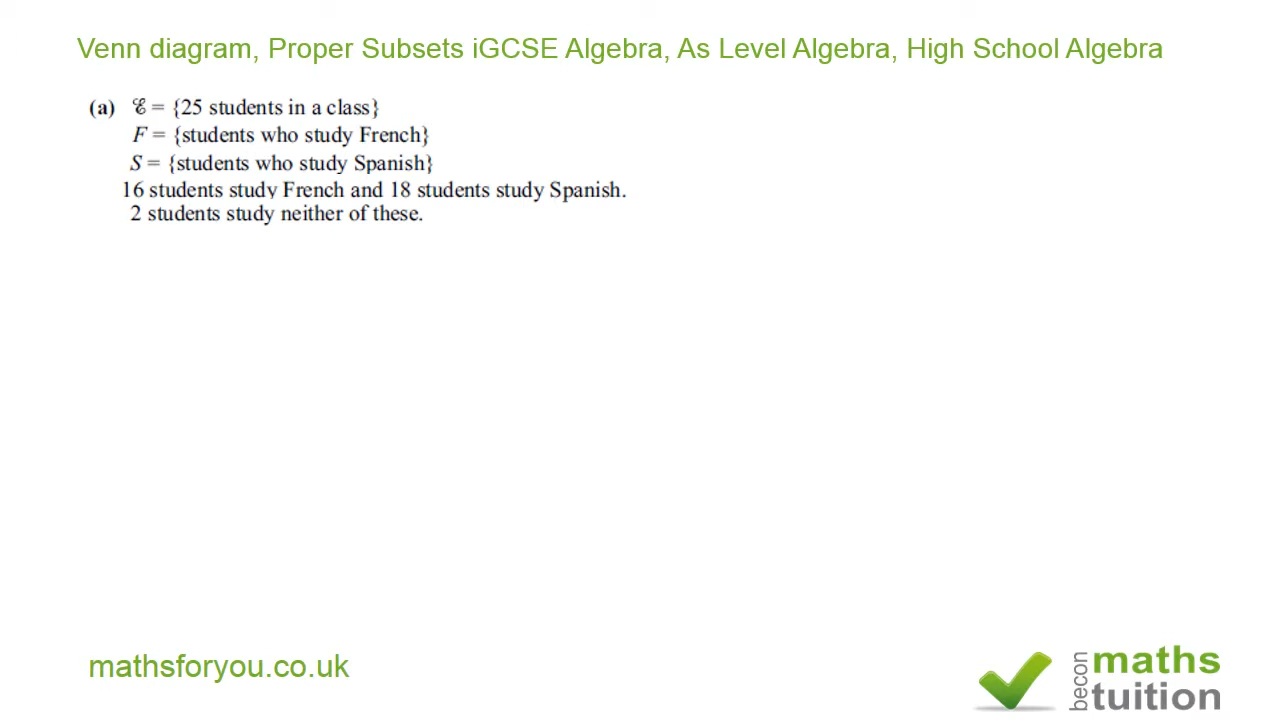 Venn diagram, Proper Subsets iGCSE Algebra, As Level Algebra, High School Algebra
(a) ℰ = {25 students in a class}
F = {students who study French}
S = {students who study Spanish}
16 students study French and 18 students study Spanish.
2 students study neither of these.
mathsforyou.co.uk
becon
maths
tuition